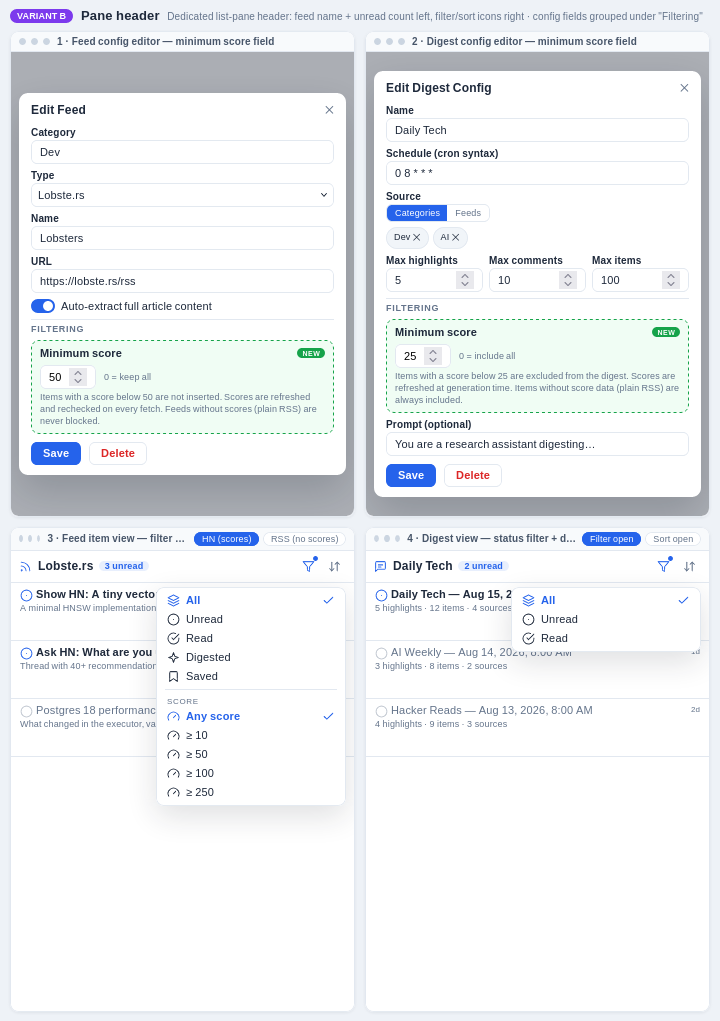 VARIANT B Pane header Dedicated list-pane header: feed name + unread count left, filter/sort icons right · config fields grouped under "Filtering"
1 · Feed config editor — minimum score field
Edit Feed
Category
Dev
Type
Lobste.rs
Name
Lobsters
URL
https://lobste.rs/rss
Auto-extract full article content
FILTERING
Minimum score NEW
50 0 = keep all
Items with a score below 50 are not inserted. Scores are refreshed
and rechecked on every fetch. Feeds without scores (plain RSS) are
never blocked.
Save Delete
2 · Digest config editor — minimum score field
Edit Digest Config
Name
Daily Tech
Schedule (cron syntax)
0 8 * * *
Source
Categories Feeds
Dev AI
Max highlights Max comments Max items
5 10 100
FILTERING
Minimum score NEW
25 0 = include all
Items with a score below 25 are excluded from the digest. Scores are
refreshed at generation time. Items without score data (plain RSS) are
always included.
Prompt (optional)
You are a research assistant digesting…
Save Delete
3 · Feed item view — filter ... HN (scores) RSS (no scores)
Lobste.rs 3 unread
Show HN: A tiny vecto
A minimal HNSW implementation
Ask HN: What are you
Thread with 40+ recommendation
Postgres 18 performanc
What changed in the executor, va
All
Unread
Read
Digested
Saved
SCORE
Any score
≥ 10
≥ 50
≥ 100
≥ 250
4 · Digest view — status filter + d... Filter open Sort open
Daily Tech 2 unread
Daily Tech — Aug 15, 2
5 highlights · 12 items · 4 sources
AI Weekly — Aug 14, 2026, 8:00 AM 1d
3 highlights · 8 items · 2 sources
Hacker Reads — Aug 13, 2026, 8:00 AM 2d
4 highlights · 9 items · 3 sources
All
Unread
Read